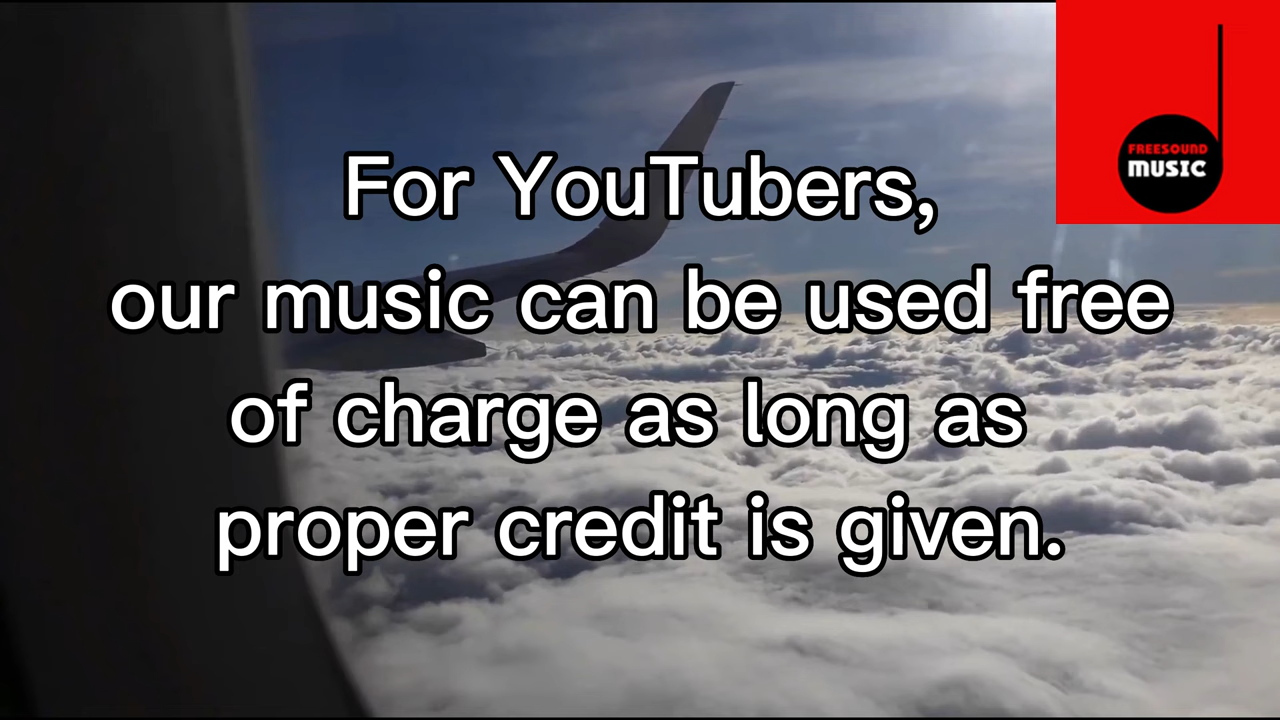 FREESOUND
MUSIC
For YouTubers,
our music can be used free
of charge as long as
proper credit is given.